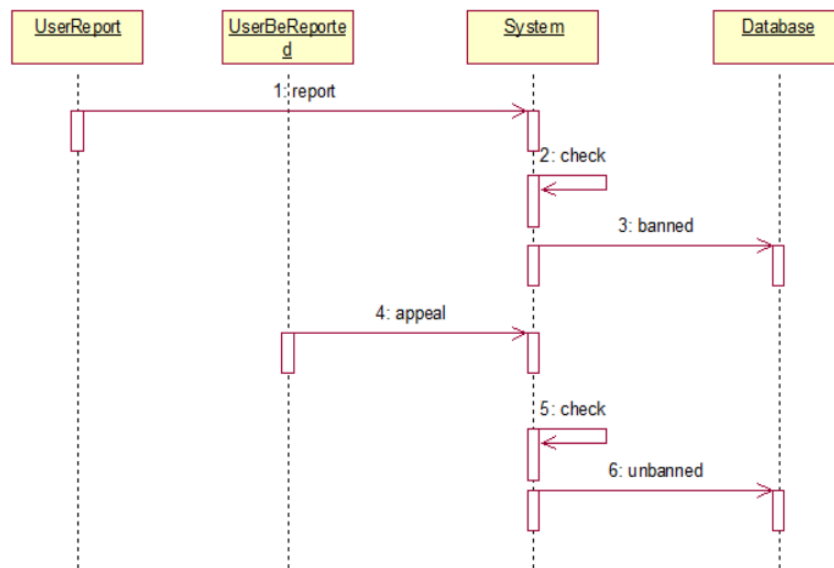 UserReport
UserBeReporte
d
System
Database
1: report
2: check
3: banned
4: appeal
5: check
6: unbanned